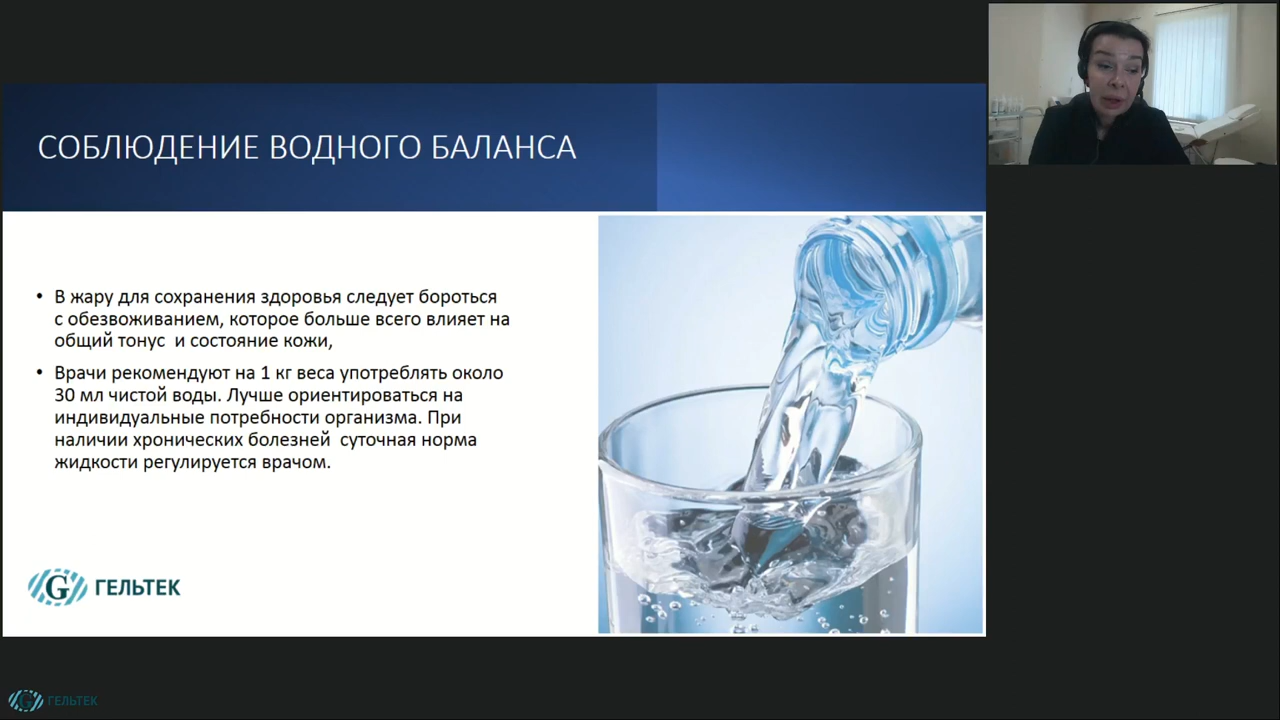 СОБЛЮДЕНИЕ ВОДНОГО БАЛАНСА
• В жару для сохранения здоровья следует бороться
с обезвоживанием, которое больше всего влияет на
общий тонус  и состояние кожи,
• Врачи рекомендуют на 1 кг веса употреблять около
30 мл чистой воды. Лучше ориентироваться на
индивидуальные потребности организма. При
наличии хронических болезней  суточная норма
жидкости регулируется врачом.
G ГЕЛЬТЕК
G ГЕЛЬТЕК